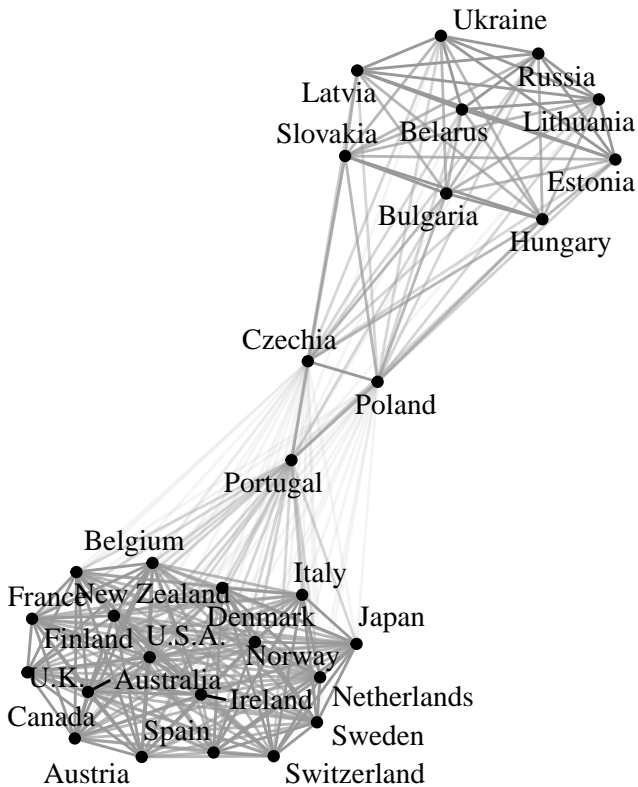 Ukraine
Russia
Latvia
Lithuania
Belarus
Slovakia
Estonia
Bulgaria
Hungary
Czechia
Poland
Portugal
Belgium
Italy
France
New Zealand
Denmark
Japan
Finland
U.S.A.
Norway
U.K.
Australia
Ireland
Netherlands
Canada
Spain
Sweden
Austria
Switzerland